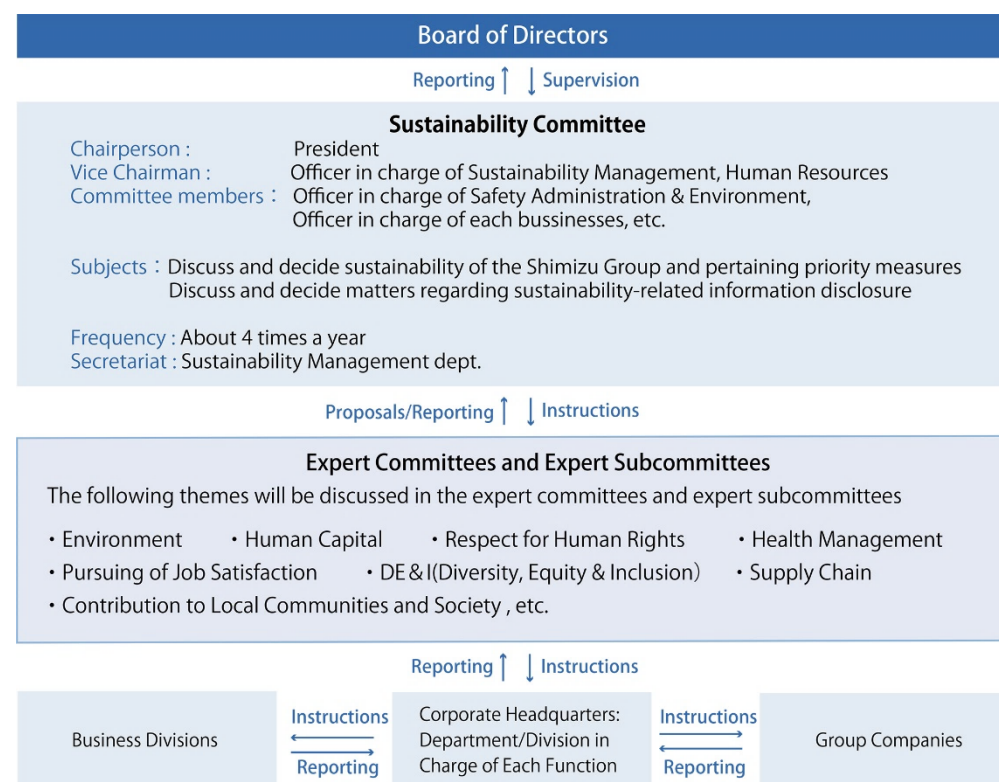 Board of Directors
Reporting ↑ ↓ Supervision
Sustainability Committee
Chairperson : President
Vice Chairman : Officer in charge of Sustainability Management, Human Resources
Committee members : Officer in charge of Safety Administration & Environment,
Officer in charge of each bussinesses, etc.
Subjects : Discuss and decide sustainability of the Shimizu Group and pertaining priority measures
Discuss and decide matters regarding sustainability-related information disclosure
Frequency : About 4 times a year
Secretariat : Sustainability Management dept.
Proposals/Reporting ↑ ↓ Instructions
Expert Committees and Expert Subcommittees
The following themes will be discussed in the expert committees and expert subcommittees
・Environment ・Human Capital ・Respect for Human Rights ・Health Management
・Pursuing of Job Satisfaction ・DE&I(Diversity, Equity & Inclusion) ・Supply Chain
・Contribution to Local Communities and Society , etc.
Reporting ↑ ↓ Instructions
Business Divisions
Instructions
Reporting
Corporate Headquarters:
Department/Division in
Charge of Each Function
Instructions
Reporting
Group Companies